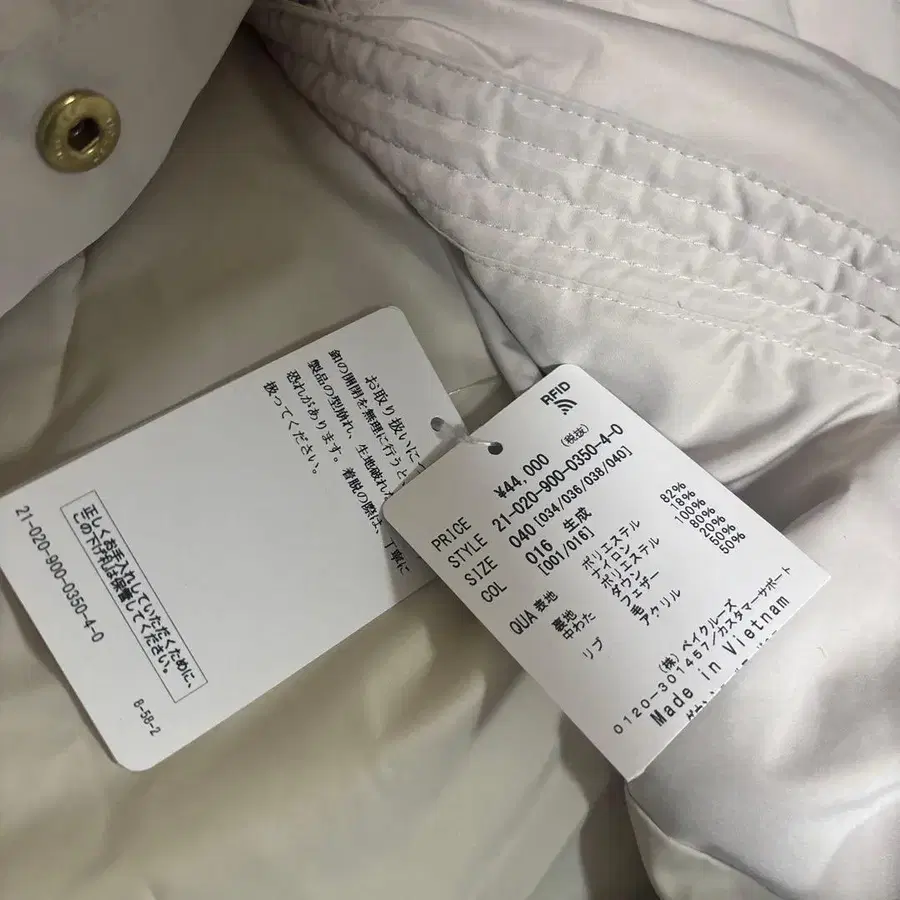 お取り扱いに
釦の開閉を無理に行うと
製品の型崩れ、生地破れ
恐れがあります。着脱の際は、丁寧に
扱ってください。
正しくお手入れしていただくために、
この下げ札は保管してください。
21-020-900-0350-4-0
8-58-2
RFID
¥44,000 (税抜)
PRICE
STYLE 21-020-900-0350-4-0
SIZE 040 [034/036/038/040]
COL 016 生成
[001/016]
QUA 表地 ポリエステル 82%
ナイロン 18%
裏地 ポリエステル 100%
中わた ダウン 80%
フェザー 20%
リブ 毛 50%
アクリル 50%
(株) ベイクルーズ
0120-301457/カスタマーサポート
Made in Vietnam